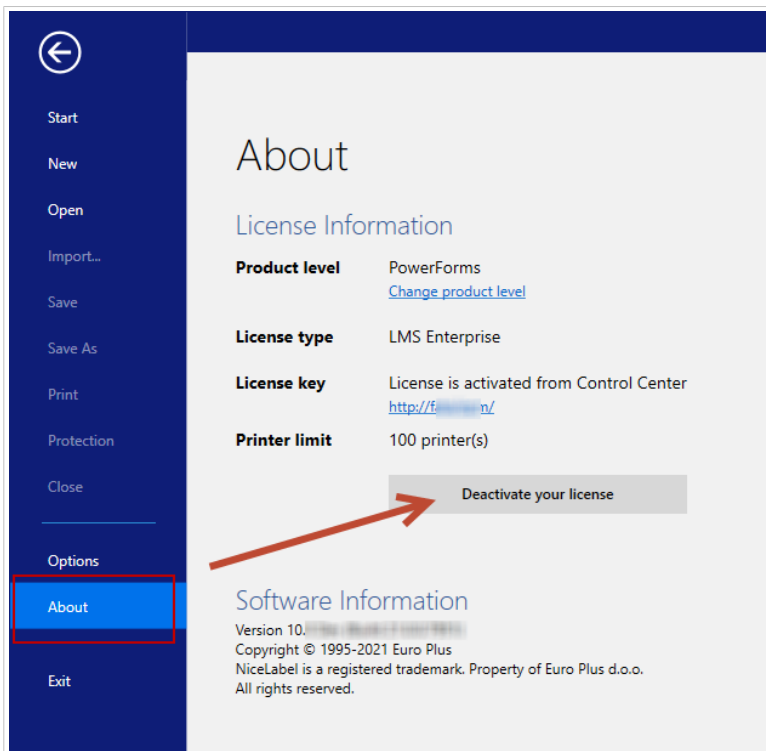 Start
New
Open
Import...
Save
Save As
Print
Protection
Close
Options
About
Exit
About
License Information
Product level PowerForms
Change product level
License type LMS Enterprise
License key License is activated from Control Center
Printer limit 100 printer(s)
Deactivate your license
Software Information
Version 10.
Copyright © 1995-2021 Euro Plus
NiceLabel is a registered trademark. Property of Euro Plus d.o.o.
All rights reserved.